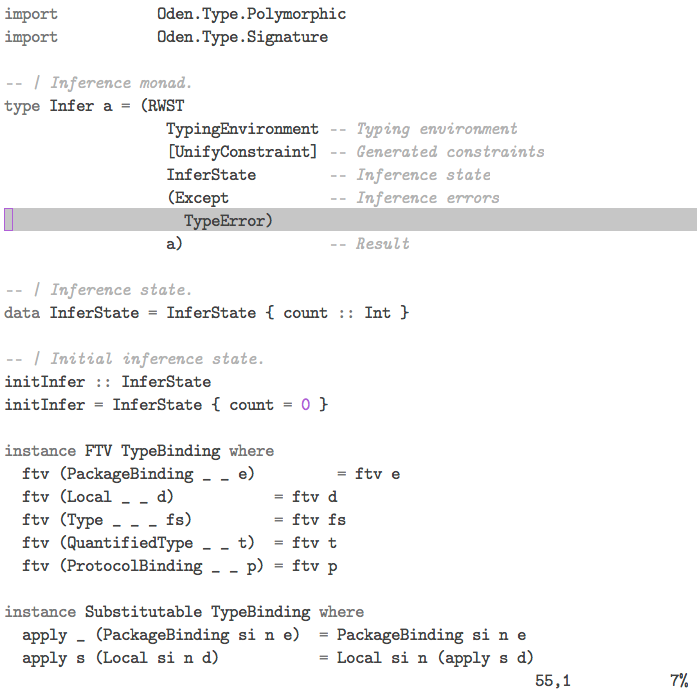 import           Oden.Type.Polymorphic
import           Oden.Type.Signature
-- | Inference monad.
type Infer a = (RWST
                  TypingEnvironment -- Typing environment
                  [UnifyConstraint] -- Generated constraints
                  InferState        -- Inference state
                  (Except           -- Inference errors
                    TypeError)
                  a)                -- Result
-- | Inference state.
data InferState = InferState { count :: Int }
-- | Initial inference state.
initInfer :: InferState
initInfer = InferState { count = 0 }
instance FTV TypeBinding where
  ftv (PackageBinding _ _ e)         = ftv e
  ftv (Local _ _ d)           = ftv d
  ftv (Type _ _ _ fs)         = ftv fs
  ftv (QuantifiedType _ _ t)  = ftv t
  ftv (ProtocolBinding _ _ p) = ftv p
instance Substitutable TypeBinding where
  apply _ (PackageBinding si n e)  = PackageBinding si n e
  apply s (Local si n d)           = Local si n (apply s d)
55,1           7%